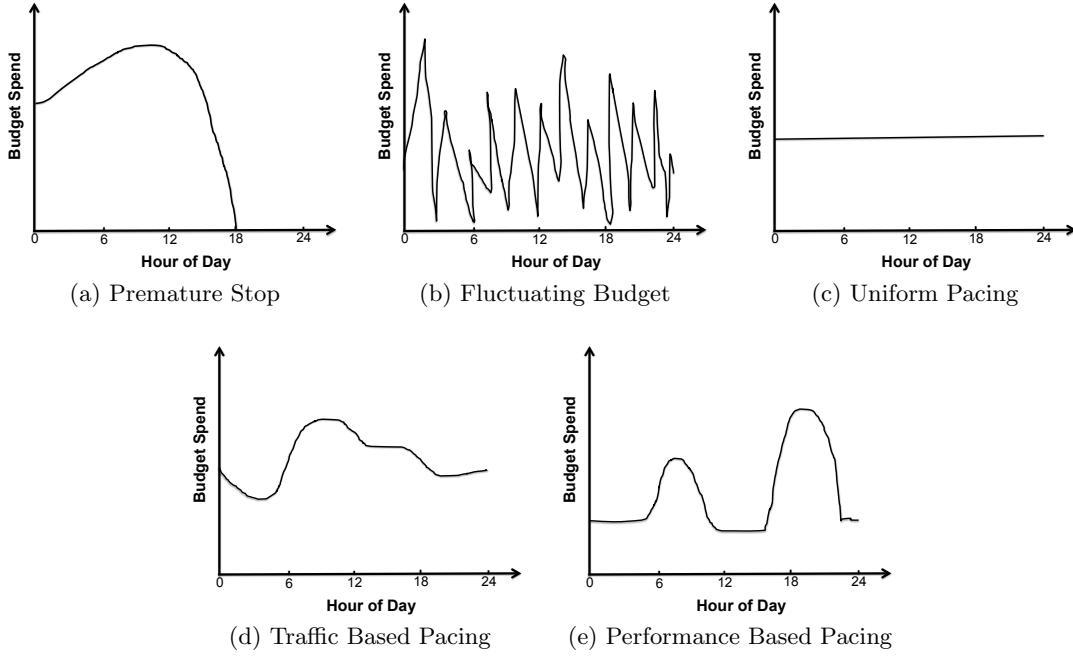 Budget Spend
0 6 12 18 24
Hour of Day
(a) Premature Stop
Budget Spend
0 6 12 18 24
Hour of Day
(b) Fluctuating Budget
Budget Spend
0 6 12 18 24
Hour of Day
(c) Uniform Pacing
Budget Spend
0 6 12 18 24
Hour of Day
(d) Traffic Based Pacing
Budget Spend
0 6 12 18 24
Hour of Day
(e) Performance Based Pacing